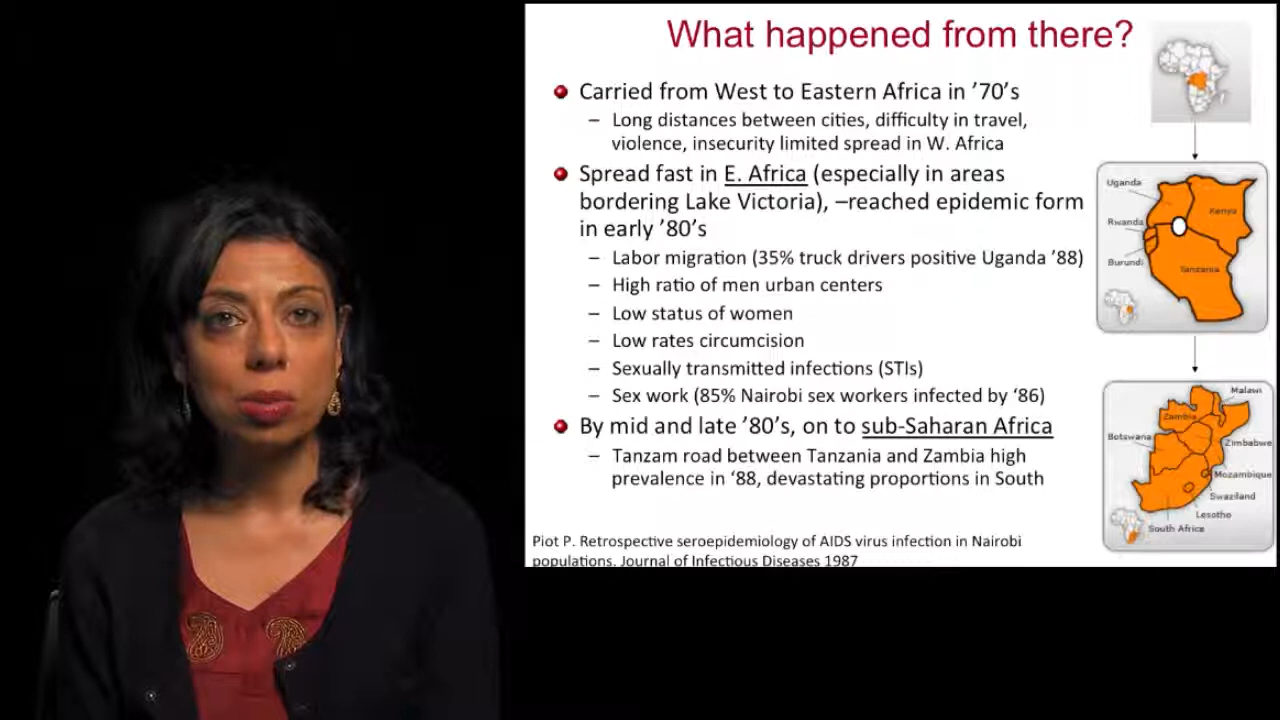 What happened from there?
Carried from West to Eastern Africa in ’70’s
– Long distances between cities, difficulty in travel,
violence, insecurity limited spread in W. Africa
Spread fast in E. Africa (especially in areas
bordering Lake Victoria), –reached epidemic form
in early ’80’s
– Labor migration (35% truck drivers positive Uganda ’88)
– High ratio of men urban centers
– Low status of women
– Low rates circumcision
– Sexually transmitted infections (STIs)
– Sex work (85% Nairobi sex workers infected by ‘86)
By mid and late ’80’s, on to sub-Saharan Africa
– Tanzam road between Tanzania and Zambia high
prevalence in ‘88, devastating proportions in South
Piot P. Retrospective seroepidemiology of AIDS virus infection in Nairobi
populations. Journal of Infectious Diseases 1987
Uganda
Kenya
Rwanda
Burundi
Tanzania
Malawi
Zambia
Botswana
Zimbabwe
Mozambique
Swaziland
Lesotho
South Africa